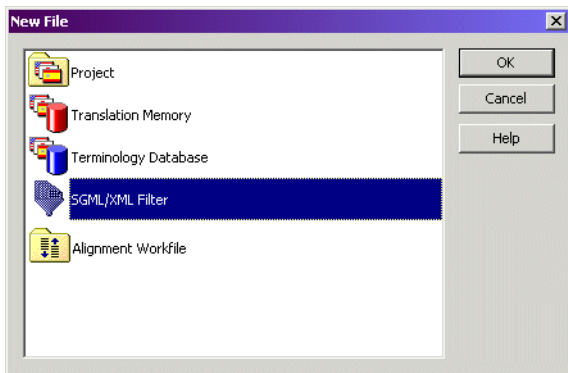 New File
Project
Translation Memory
Terminology Database
SGML/XML Filter
Alignment Workfile
OK
Cancel
Help